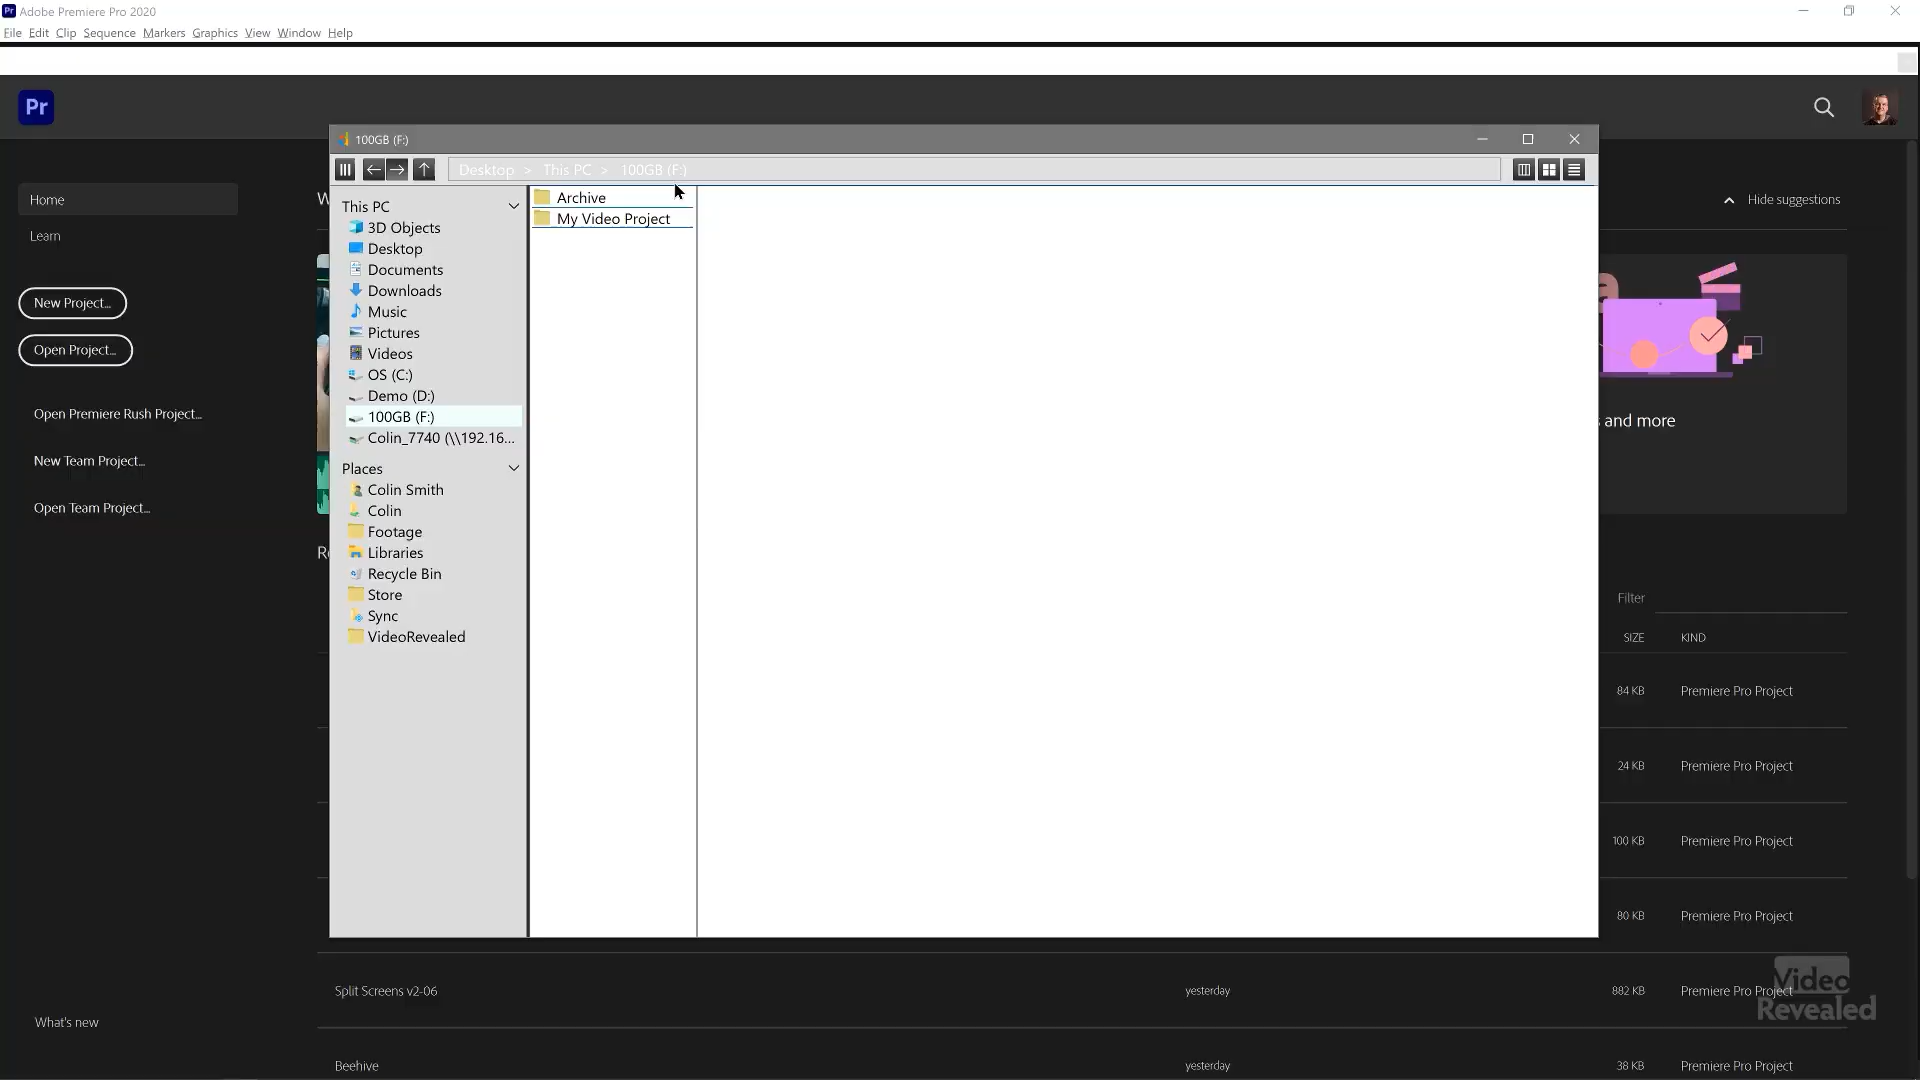 Pr Adobe Premiere Pro 2020
File Edit Clip Sequence Markers Graphics View Window Help
Pr
100GB (F:)
Desktop > This PC > 100GB (F:)
Home
Learn
New Project...
Open Project...
Open Premiere Rush Project...
New Team Project...
Open Team Project...
What's new
This PC
3D Objects
Desktop
Documents
Downloads
Music
Pictures
Videos
OS (C:)
Demo (D:)
100GB (F:)
Colin_7740 (\\192.16...
Places
Colin Smith
Colin
Footage
Libraries
Recycle Bin
Store
Sync
VideoRevealed
Archive
My Video Project
Hide suggestions
and more
Filter
SIZE KIND
84 KB Premiere Pro Project
24 KB Premiere Pro Project
100 KB Premiere Pro Project
80 KB Premiere Pro Project
Split Screens v2-06 yesterday 882 KB Premiere Pro Project
Beehive yesterday 38 KB Premiere Pro Project
Video
Revealed